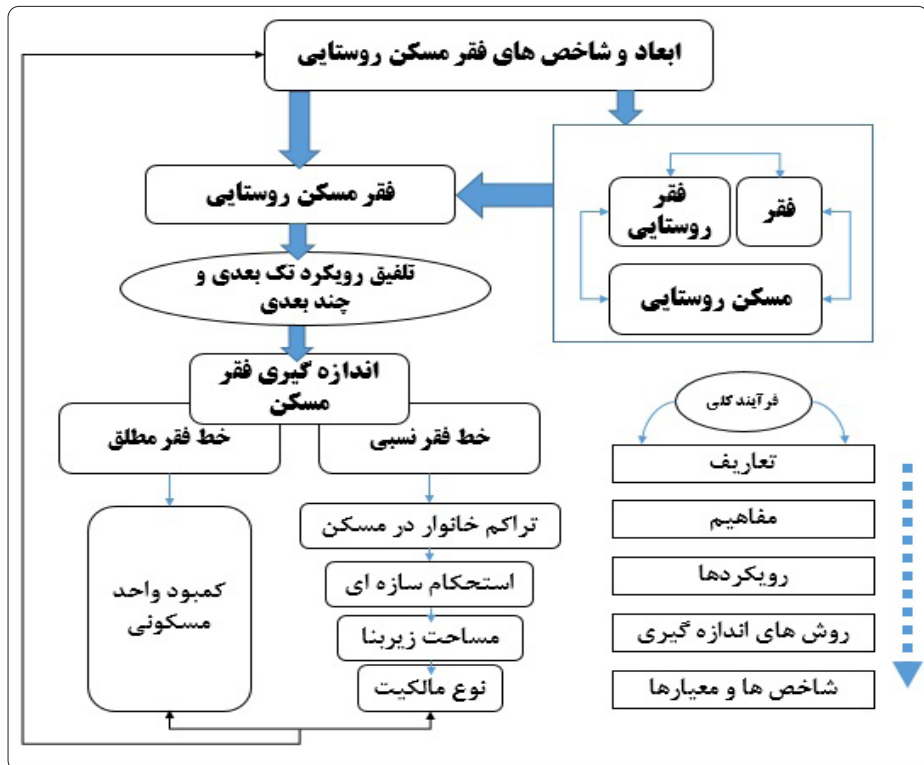 ابعاد و شاخص های فقر مسکن روستایی
فقر مسکن روستایی
فقر
فقر
روستایی
مسکن روستایی
تلفیق رویکرد تک بعدی و
چند بعدی
اندازه گیری فقر
مسکن
خط فقر نسبی
خط فقر مطلق
تراکم خانوار در مسکن
استحکام سازه ای
مساحت زیربنا
نوع مالکیت
کمبود واحد
مسکونی
فرآیند کلی
تعاریف
مفاهیم
رویکردها
روش های اندازه گیری
شاخص ها و معیارها